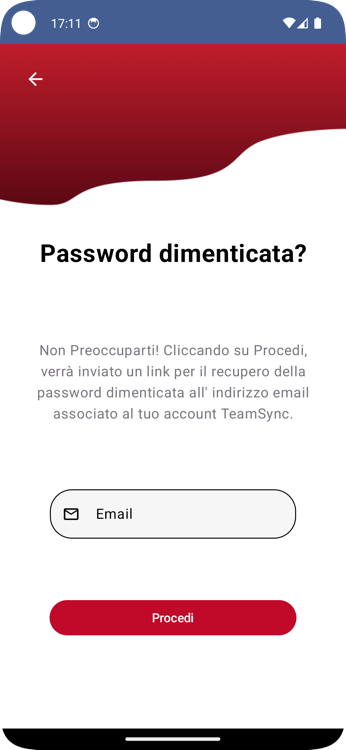 17:11
Password dimenticata?
Non Preoccuparti! Cliccando su Procedi,
verrà inviato un link per il recupero della
password dimenticata all' indirizzo email
associato al tuo account TeamSync.
Email
Procedi